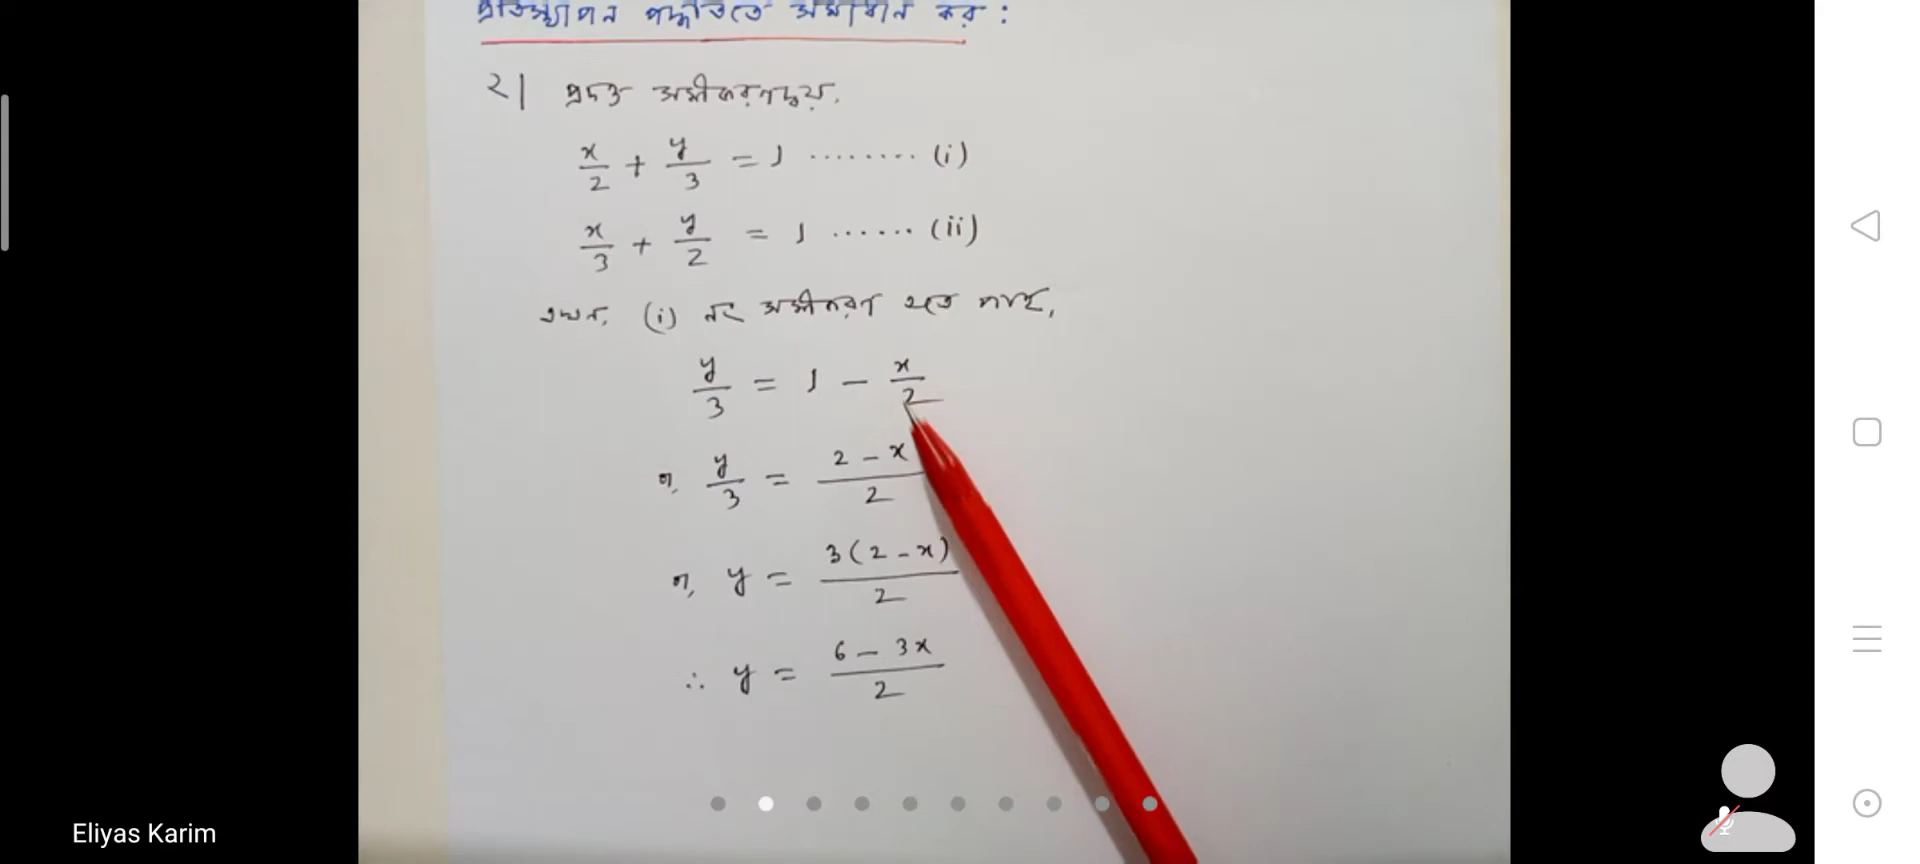 প্রতিস্থাপন পদ্ধতিতে সমাধান কর :
২| প্রদত্ত সমীকরণদ্বয়,
x/2 + y/3 = 1 ........ (i)
x/3 + y/2 = 1 ...... (ii)
এখন, (i) নং সমীকরণ হতে পাই,
y/3 = 1 - x/2
বা, y/3 = (2 - x)/2
বা, y = 3(2 - x)/2
∴ y = (6 - 3x)/2
Eliyas Karim